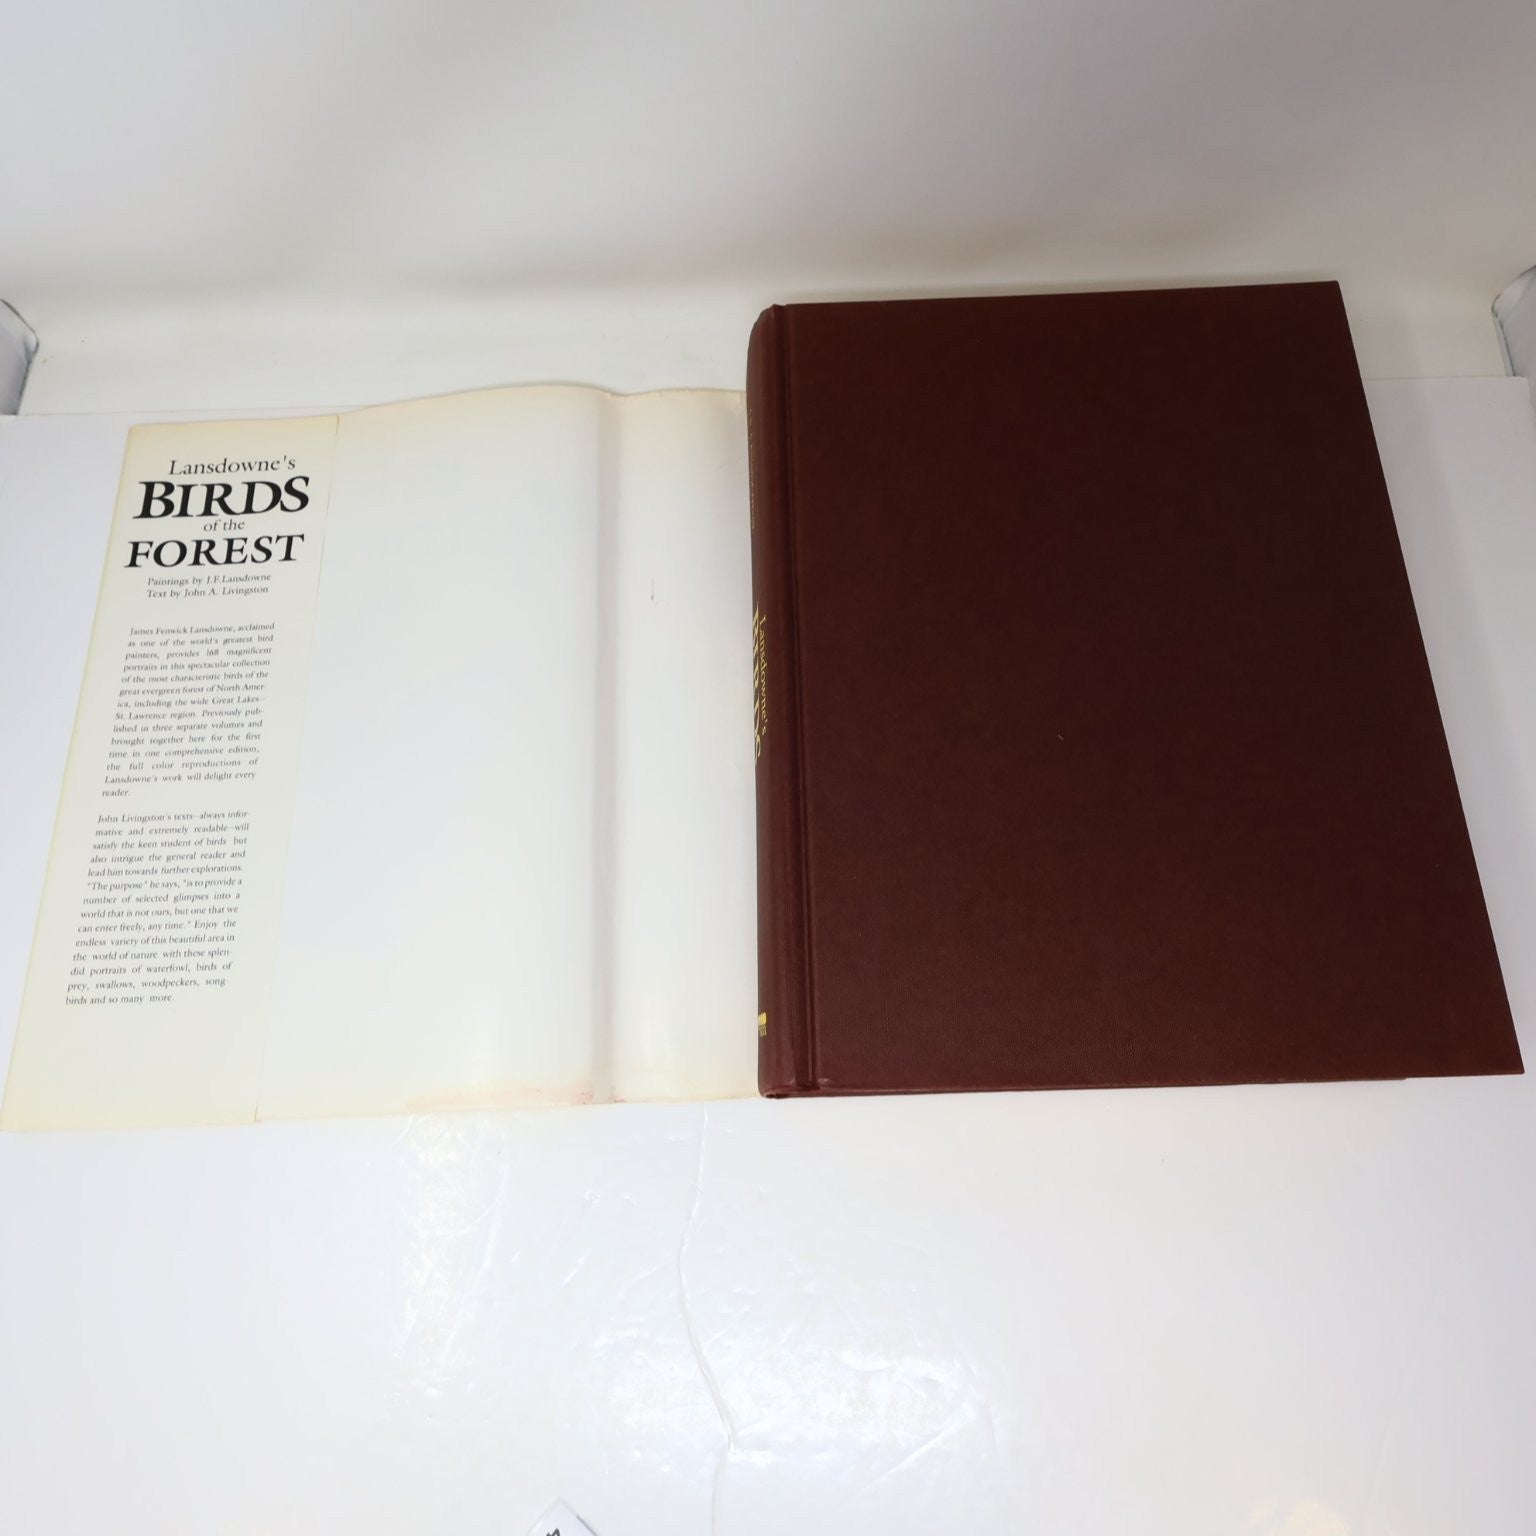 Lansdowne's
BIRDS
of the
FOREST
Paintings by J.F.Lansdowne
Text by John A. Livingston
James Fenwick Lansdowne, acclaimed
as one of the world's greatest bird
painters, provides 168 magnificent
portraits in this spectacular collection
of the most characteristic birds of the
great evergreen forest of North Amer-
ica, including the wide Great Lakes-
St. Lawrence region. Previously pub-
lished in three separate volumes and
brought together here for the first
time in one comprehensive edition,
the full color reproductions of
Lansdowne's work will delight every
reader.
John Livingston's texts--always infor-
mative and extremely readable--will
satisfy the keen student of birds but
also intrigue the general reader and
lead him towards further explorations.
"The purpose" he says, "is to provide a
number of selected glimpses into a
world that is not ours, but one that we
can enter freely, any time." Enjoy the
endless variety of this beautiful area in
the world of nature with these splen-
did portraits of waterfowl, birds of
prey, swallows, woodpeckers, song-
birds and so many more.
Lansdowne's
BIRDS